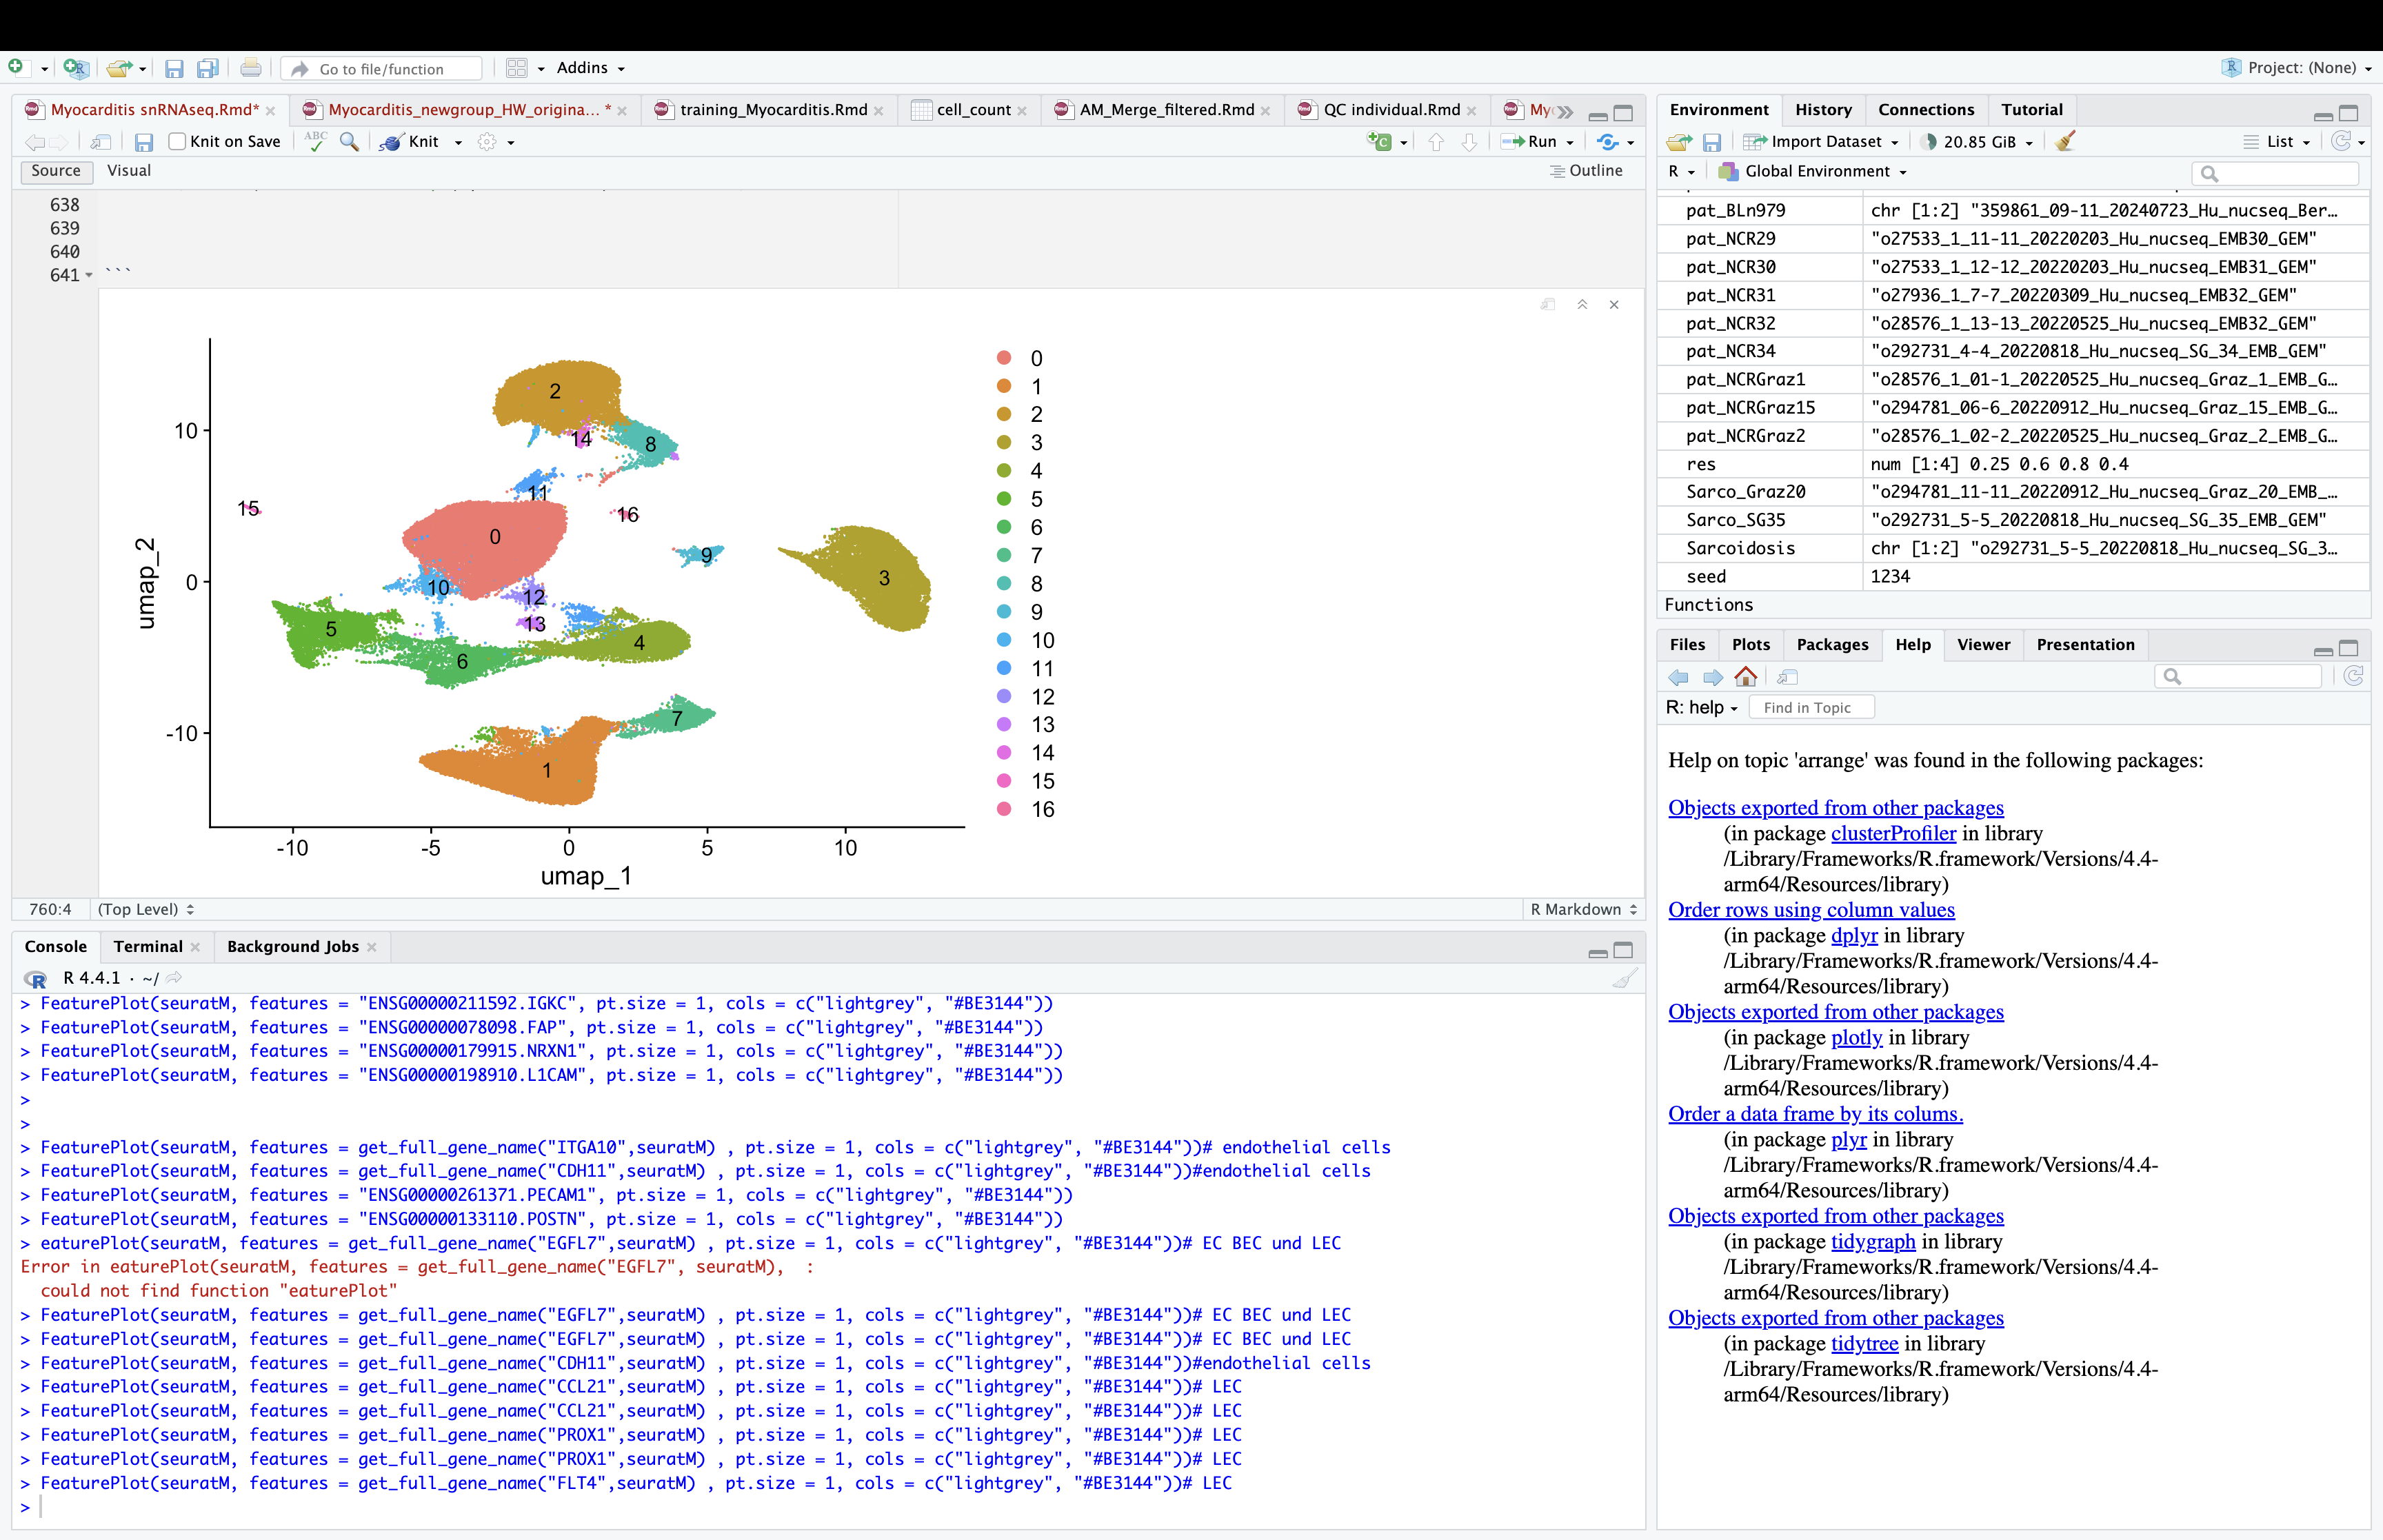 Go to file/function
Addins
Project: (None)
Myocarditis snRNAseq.Rmd*
Myocarditis_newgroup_HW_origina... *
training_Myocarditis.Rmd
cell_count
AM_Merge_filtered.Rmd
QC individual.Rmd
ABC
Knit on Save
Knit
Run
Source
Visual
Outline
638
639
640
641
```
umap_2
10
0
-10
2
14
8
11
15
16
0
9
3
10
12
13
5
4
6
7
1
-10
-5
0
5
10
umap_1
0
1
2
3
4
5
6
7
8
9
10
11
12
13
14
15
16
760:4
(Top Level)
R Markdown
Console
Terminal
Background Jobs
R 4.4.1 · ~/
> FeaturePlot(seuratM, features = "ENSG00000211592.IGKC", pt.size = 1, cols = c("lightgrey", "#BE3144"))
> FeaturePlot(seuratM, features = "ENSG00000078098.FAP", pt.size = 1, cols = c("lightgrey", "#BE3144"))
> FeaturePlot(seuratM, features = "ENSG00000179915.NRXN1", pt.size = 1, cols = c("lightgrey", "#BE3144"))
> FeaturePlot(seuratM, features = "ENSG00000198910.L1CAM", pt.size = 1, cols = c("lightgrey", "#BE3144"))
>
>
> FeaturePlot(seuratM, features = get_full_gene_name("ITGA10",seuratM) , pt.size = 1, cols = c("lightgrey", "#BE3144"))# endothelial cells
> FeaturePlot(seuratM, features = get_full_gene_name("CDH11",seuratM) , pt.size = 1, cols = c("lightgrey", "#BE3144"))#endothelial cells
> FeaturePlot(seuratM, features = "ENSG00000261371.PECAM1", pt.size = 1, cols = c("lightgrey", "#BE3144"))
> FeaturePlot(seuratM, features = "ENSG00000133110.POSTN", pt.size = 1, cols = c("lightgrey", "#BE3144"))
> eaturePlot(seuratM, features = get_full_gene_name("EGFL7",seuratM) , pt.size = 1, cols = c("lightgrey", "#BE3144"))# EC BEC und LEC
Error in eaturePlot(seuratM, features = get_full_gene_name("EGFL7", seuratM),  :
could not find function "eaturePlot"
> FeaturePlot(seuratM, features = get_full_gene_name("EGFL7",seuratM) , pt.size = 1, cols = c("lightgrey", "#BE3144"))# EC BEC und LEC
> FeaturePlot(seuratM, features = get_full_gene_name("EGFL7",seuratM) , pt.size = 1, cols = c("lightgrey", "#BE3144"))# EC BEC und LEC
> FeaturePlot(seuratM, features = get_full_gene_name("CDH11",seuratM) , pt.size = 1, cols = c("lightgrey", "#BE3144"))#endothelial cells
> FeaturePlot(seuratM, features = get_full_gene_name("CCL21",seuratM) , pt.size = 1, cols = c("lightgrey", "#BE3144"))# LEC
> FeaturePlot(seuratM, features = get_full_gene_name("CCL21",seuratM) , pt.size = 1, cols = c("lightgrey", "#BE3144"))# LEC
> FeaturePlot(seuratM, features = get_full_gene_name("PROX1",seuratM) , pt.size = 1, cols = c("lightgrey", "#BE3144"))# LEC
> FeaturePlot(seuratM, features = get_full_gene_name("PROX1",seuratM) , pt.size = 1, cols = c("lightgrey", "#BE3144"))# LEC
> FeaturePlot(seuratM, features = get_full_gene_name("FLT4",seuratM) , pt.size = 1, cols = c("lightgrey", "#BE3144"))# LEC
>
Environment
History
Connections
Tutorial
Import Dataset
20.85 GiB
List
R
Global Environment
pat_BLn979 chr [1:2] "359861_09-11_20240723_Hu_nucseq_Ber…
pat_NCR29 "o27533_1_11-11_20220203_Hu_nucseq_EMB30_GEM"
pat_NCR30 "o27533_1_12-12_20220203_Hu_nucseq_EMB31_GEM"
pat_NCR31 "o27936_1_7-7_20220309_Hu_nucseq_EMB32_GEM"
pat_NCR32 "o28576_1_13-13_20220525_Hu_nucseq_EMB32_GEM"
pat_NCR34 "o292731_4-4_20220818_Hu_nucseq_SG_34_EMB_GEM"
pat_NCRGraz1 "o28576_1_01-1_20220525_Hu_nucseq_Graz_1_EMB_G…
pat_NCRGraz15 "o294781_06-6_20220912_Hu_nucseq_Graz_15_EMB_G…
pat_NCRGraz2 "o28576_1_02-2_20220525_Hu_nucseq_Graz_2_EMB_G…
res num [1:4] 0.25 0.6 0.8 0.4
Sarco_Graz20 "o294781_11-11_20220912_Hu_nucseq_Graz_20_EMB_…
Sarco_SG35 "o292731_5-5_20220818_Hu_nucseq_SG_35_EMB_GEM"
Sarcoidosis chr [1:2] "o292731_5-5_20220818_Hu_nucseq_SG_3…
seed 1234
Functions
Files
Plots
Packages
Help
Viewer
Presentation
R: help
Find in Topic
Help on topic 'arrange' was found in the following packages:
Objects exported from other packages
(in package clusterProfiler in library
/Library/Frameworks/R.framework/Versions/4.4-
arm64/Resources/library)
Order rows using column values
(in package dplyr in library
/Library/Frameworks/R.framework/Versions/4.4-
arm64/Resources/library)
Objects exported from other packages
(in package plotly in library
/Library/Frameworks/R.framework/Versions/4.4-
arm64/Resources/library)
Order a data frame by its colums.
(in package plyr in library
/Library/Frameworks/R.framework/Versions/4.4-
arm64/Resources/library)
Objects exported from other packages
(in package tidygraph in library
/Library/Frameworks/R.framework/Versions/4.4-
arm64/Resources/library)
Objects exported from other packages
(in package tidytree in library
/Library/Frameworks/R.framework/Versions/4.4-
arm64/Resources/library)